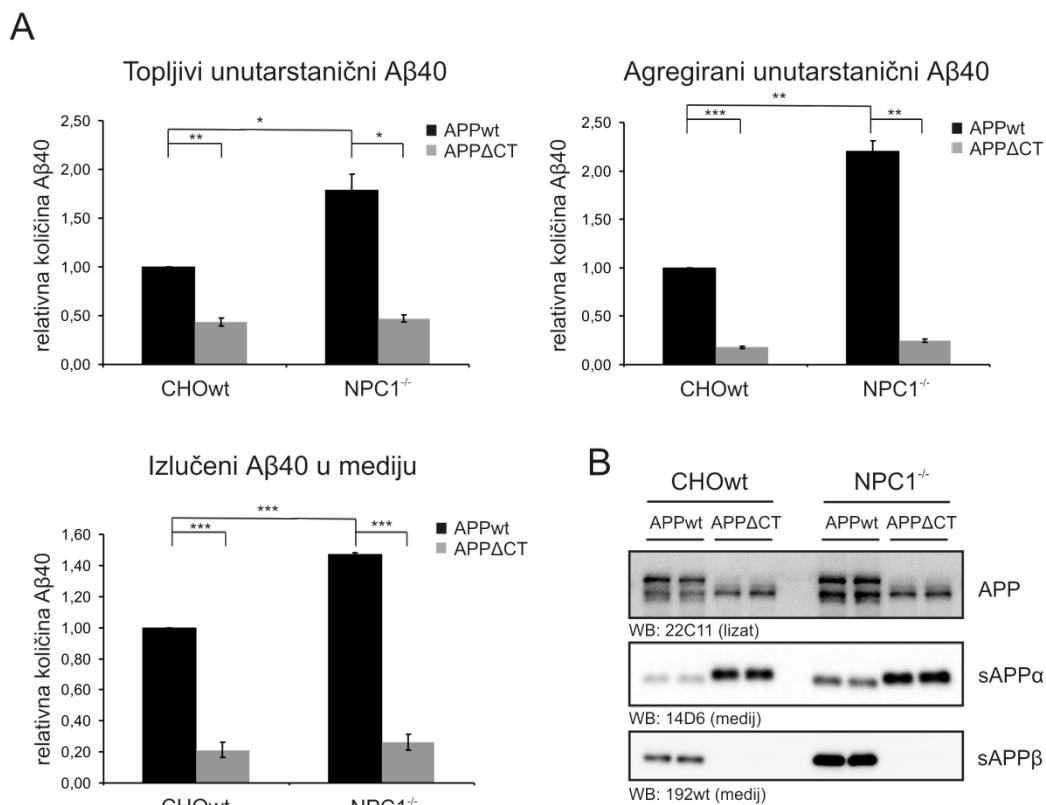 A
Topljivi unutarstanični Aβ40
relativna količina Aβ40
2,50
2,00
1,50
1,00
0,50
0,00
*
**
*
APPwt
APPΔCT
CHOwt
NPC1-/-
Agregirani unutarstanični Aβ40
relativna količina Aβ40
2,50
2,00
1,50
1,00
0,50
0,00
**
***
**
APPwt
APPΔCT
CHOwt
NPC1-/-
Izlučeni Aβ40 u mediju
relativna količina Aβ40
1,60
1,40
1,20
1,00
0,80
0,60
0,40
0,20
0,00
***
***
***
APPwt
APPΔCT
CHOwt
NPC1-/-
B
CHOwt NPC1-/-
APPwt APPΔCT APPwt APPΔCT
APP
WB: 22C11 (lizat)
sAPPα
WB: 14D6 (medij)
sAPPβ
WB: 192wt (medij)